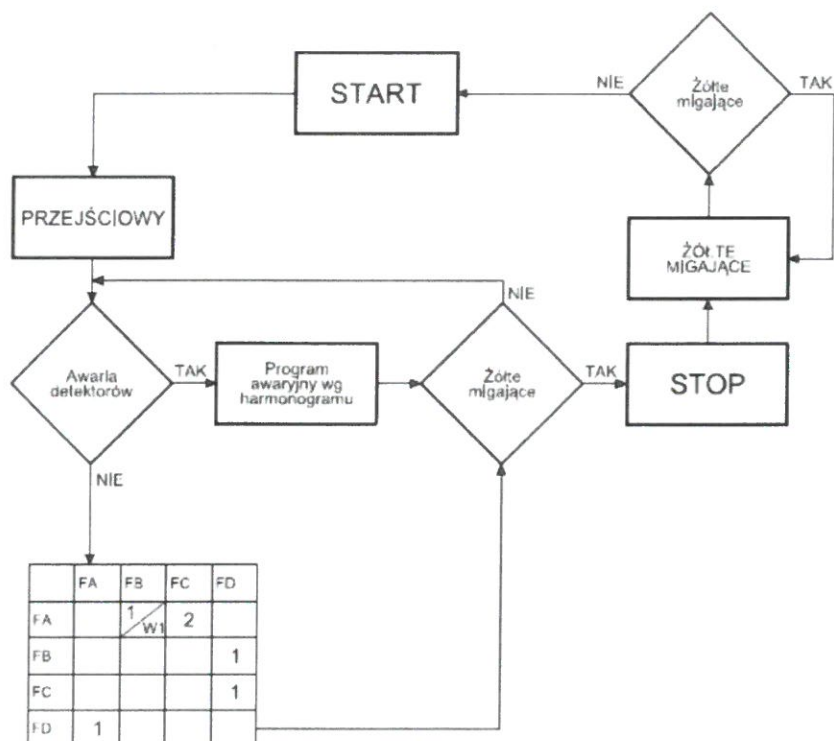 START
NIE
Żółte
migające
TAK
PRZEJŚCIOWY
ŻÓŁTE
MIGAJĄCE
NIE
Awaria
detektorów
TAK
Program
awaryjny wg
harmonogramu
Żółte
migające
TAK
STOP
NIE
FA FB FC FD
FA 1/W1 2
FB 1
FC 1
FD 1